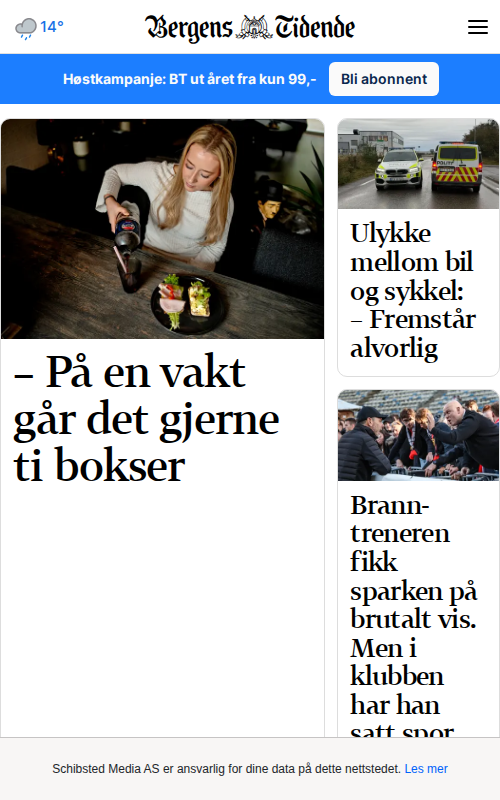 14°
Bergens Tidende
Høstkampanje: BT ut året fra kun 99,-
Bli abonnent
– På en vakt
går det gjerne
ti bokser
Ulykke
mellom bil
og sykkel:
– Fremstår
alvorlig
Brann-
treneren
fikk
sparken på
brutalt vis.
Men i
klubben
har han
satt spor
Schibsted Media AS er ansvarlig for dine data på dette nettstedet. Les mer